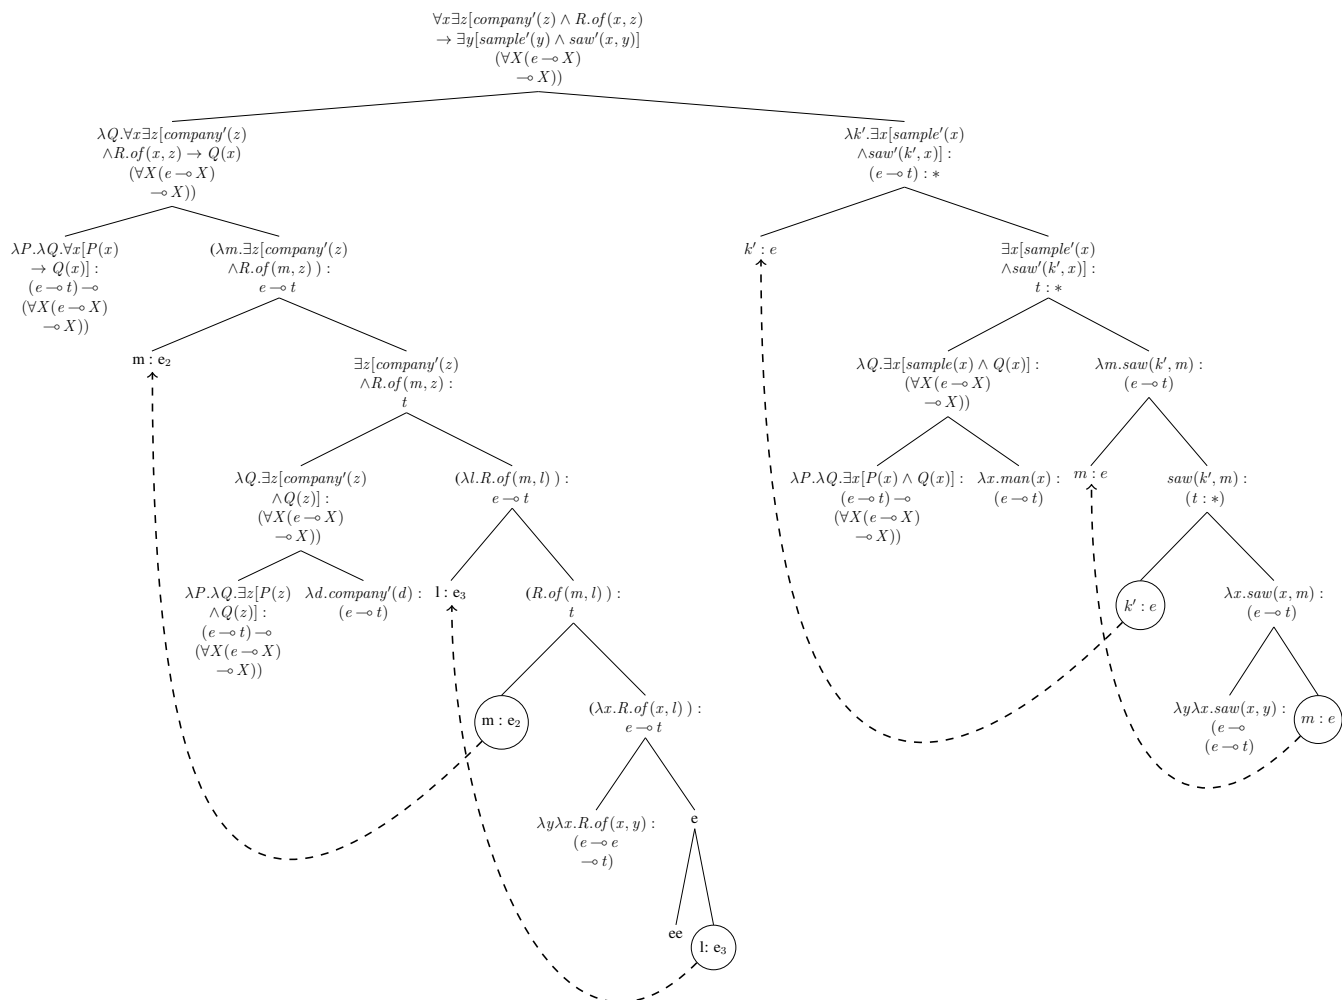 ∀x∃z[company′(z) ∧ R.of(x, z)
→ ∃y[sample′(y) ∧ saw′(x, y)]
(∀X(e ⊸ X)
⊸ X))
λQ.∀x∃z[company′(z)
∧R.of(x, z) → Q(x)
(∀X(e ⊸ X)
⊸ X))
λk′.∃x[sample′(x)
∧saw′(k′, x)] :
(e ⊸ t) : *
λP.λQ.∀x[P(x)
→ Q(x)] :
(e ⊸ t) ⊸
(∀X(e ⊸ X)
⊸ X))
(λm.∃z[company′(z)
∧R.of(m, z) ) :
e ⊸ t
k′ : e
∃x[sample′(x)
∧saw′(k′, x)] :
t : *
m : e₂
∃z[company′(z)
∧R.of(m, z) :
t
λQ.∃x[sample(x) ∧ Q(x)] :
(∀X(e ⊸ X)
⊸ X))
λm.saw(k′, m) :
(e ⊸ t)
λQ.∃z[company′(z)
∧Q(z)] :
(∀X(e ⊸ X)
⊸ X))
(λl.R.of(m, l) ) :
e ⊸ t
λP.λQ.∃x[P(x) ∧ Q(x)] :
(e ⊸ t) ⊸
(∀X(e ⊸ X)
⊸ X))
λx.man(x) :
(e ⊸ t)
m : e
saw(k′, m) :
(t : *)
λP.λQ.∃z[P(z)
∧Q(z)] :
(e ⊸ t) ⊸
(∀X(e ⊸ X)
⊸ X))
λd.company′(d) :
(e ⊸ t)
l : e₃
(R.of(m, l) ) :
t
k′ : e
λx.saw(x, m) :
(e ⊸ t)
m : e₂
(λx.R.of(x, l) ) :
e ⊸ t
λyλx.saw(x, y) :
(e ⊸
(e ⊸ t)
m : e
λyλx.R.of(x, y) :
(e ⊸ e
⊸ t)
e
ee
l: e₃